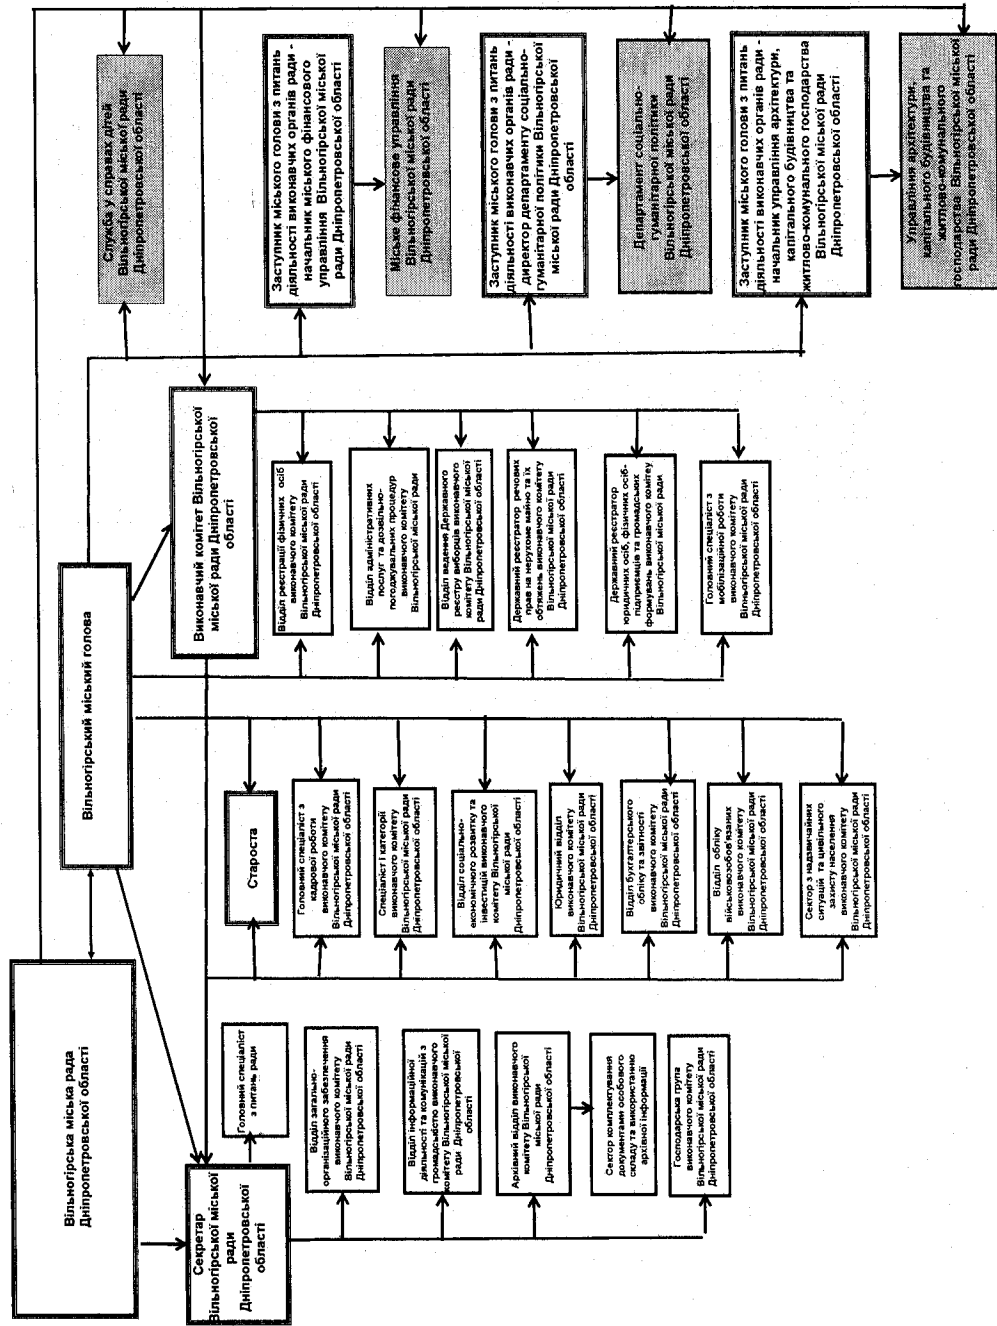 Вільногірська міська рада
Дніпропетровської області
Вільногірський міський голова
Секретар
Вільногірської міської
ради
Дніпропетровської
області
Виконавчий комітет Вільногірської
міської ради Дніпропетровської
області
Служба у справах дітей
Вільногірської міської ради
Дніпропетровської області
Головний спеціаліст
з питань ради
Відділ загально-
організаційного забезпечення
виконавчого комітету
Вільногірської міської ради
Дніпропетровської області
Відділ інформаційної
діяльності та комунікацій з
громадськістю виконавчого
комітету Вільногірської міської
ради Дніпропетровської
області
Архівний відділ виконавчого
комітету Вільногірської
міської ради
Дніпропетровської області
Сектор комплектування
документами особового
складу та використанню
архівної інформації
Господарська група
виконавчого комітету
Вільногірської міської ради
Дніпропетровської області
Староста
Головний спеціаліст з
кадрової роботи
виконавчого комітету
Вільногірської міської ради
Дніпропетровської області
Спеціаліст І категорії
виконавчого комітету
Вільногірської міської ради
Дніпропетровської області
Відділ соціально-
економічного розвитку та
інвестицій виконавчого
комітету Вільногірської
міської ради
Дніпропетровської області
Юридичний відділ
виконавчого комітету
Вільногірської міської ради
Дніпропетровської області
Відділ бухгалтерського
обліку та звітності
виконавчого комітету
Вільногірської міської ради
Дніпропетровської області
Відділ обліку
військовозобов'язаних
виконавчого комітету
Вільногірської міської ради
Дніпропетровської області
Сектор з надзвичайних
ситуацій та цивільного
захисту населення
виконавчого комітету
Вільногірської міської ради
Дніпропетровської області
Відділ реєстрації фізичних осіб
виконавчого комітету
Вільногірської міської ради
Дніпропетровської області
Відділ адміністративних
послуг та дозвільно-
погоджувальних процедур
виконавчого комітету
Вільногірської міської ради
Відділ ведення Державного
реєстру виборців виконавчого
комітету Вільногірської міської
ради Дніпропетровської області
Державний реєстратор речових
прав на нерухоме майно та їх
обтяжень виконавчого комітету
Вільногірської міської ради
Дніпропетровської області
Державний реєстратор
юридичних осіб, фізичних осіб-
підприємців та громадських
формувань виконавчого комітеу
Вільногірської міської ради
Головний спеціаліст з
мобілізаційної роботи
виконавчого комітету
Вільногірської міської ради
Дніпропетровської області
Заступник міського голови з питань
діяльності виконавчих органів ради -
начальник міського фінансового
управління Вільногірської міської
ради Дніпропетровської області
Міське фінансове управління
Вільногірської міської ради
Дніпропетровської області
Заступник міського голови з питань
діяльності виконавчих органів ради -
директор департаменту соціально-
гуманітарної політики Вільногірської
міської ради Дніпропетровської
області
Департамент соціально-
гуманітарної політики
Вільногірської міської ради
Дніпропетровської області
Заступник міського голови з питань
діяльності виконавчих органів ради -
начальник управління архітектури,
капітального будівництва та
житлово-комунального господарства
Вільногірської міської ради
Дніпропетровської області
Управління архітектури,
капітального будівництва та
житлово-комунального
господарства Вільногірської міської
ради Дніпропетровської області